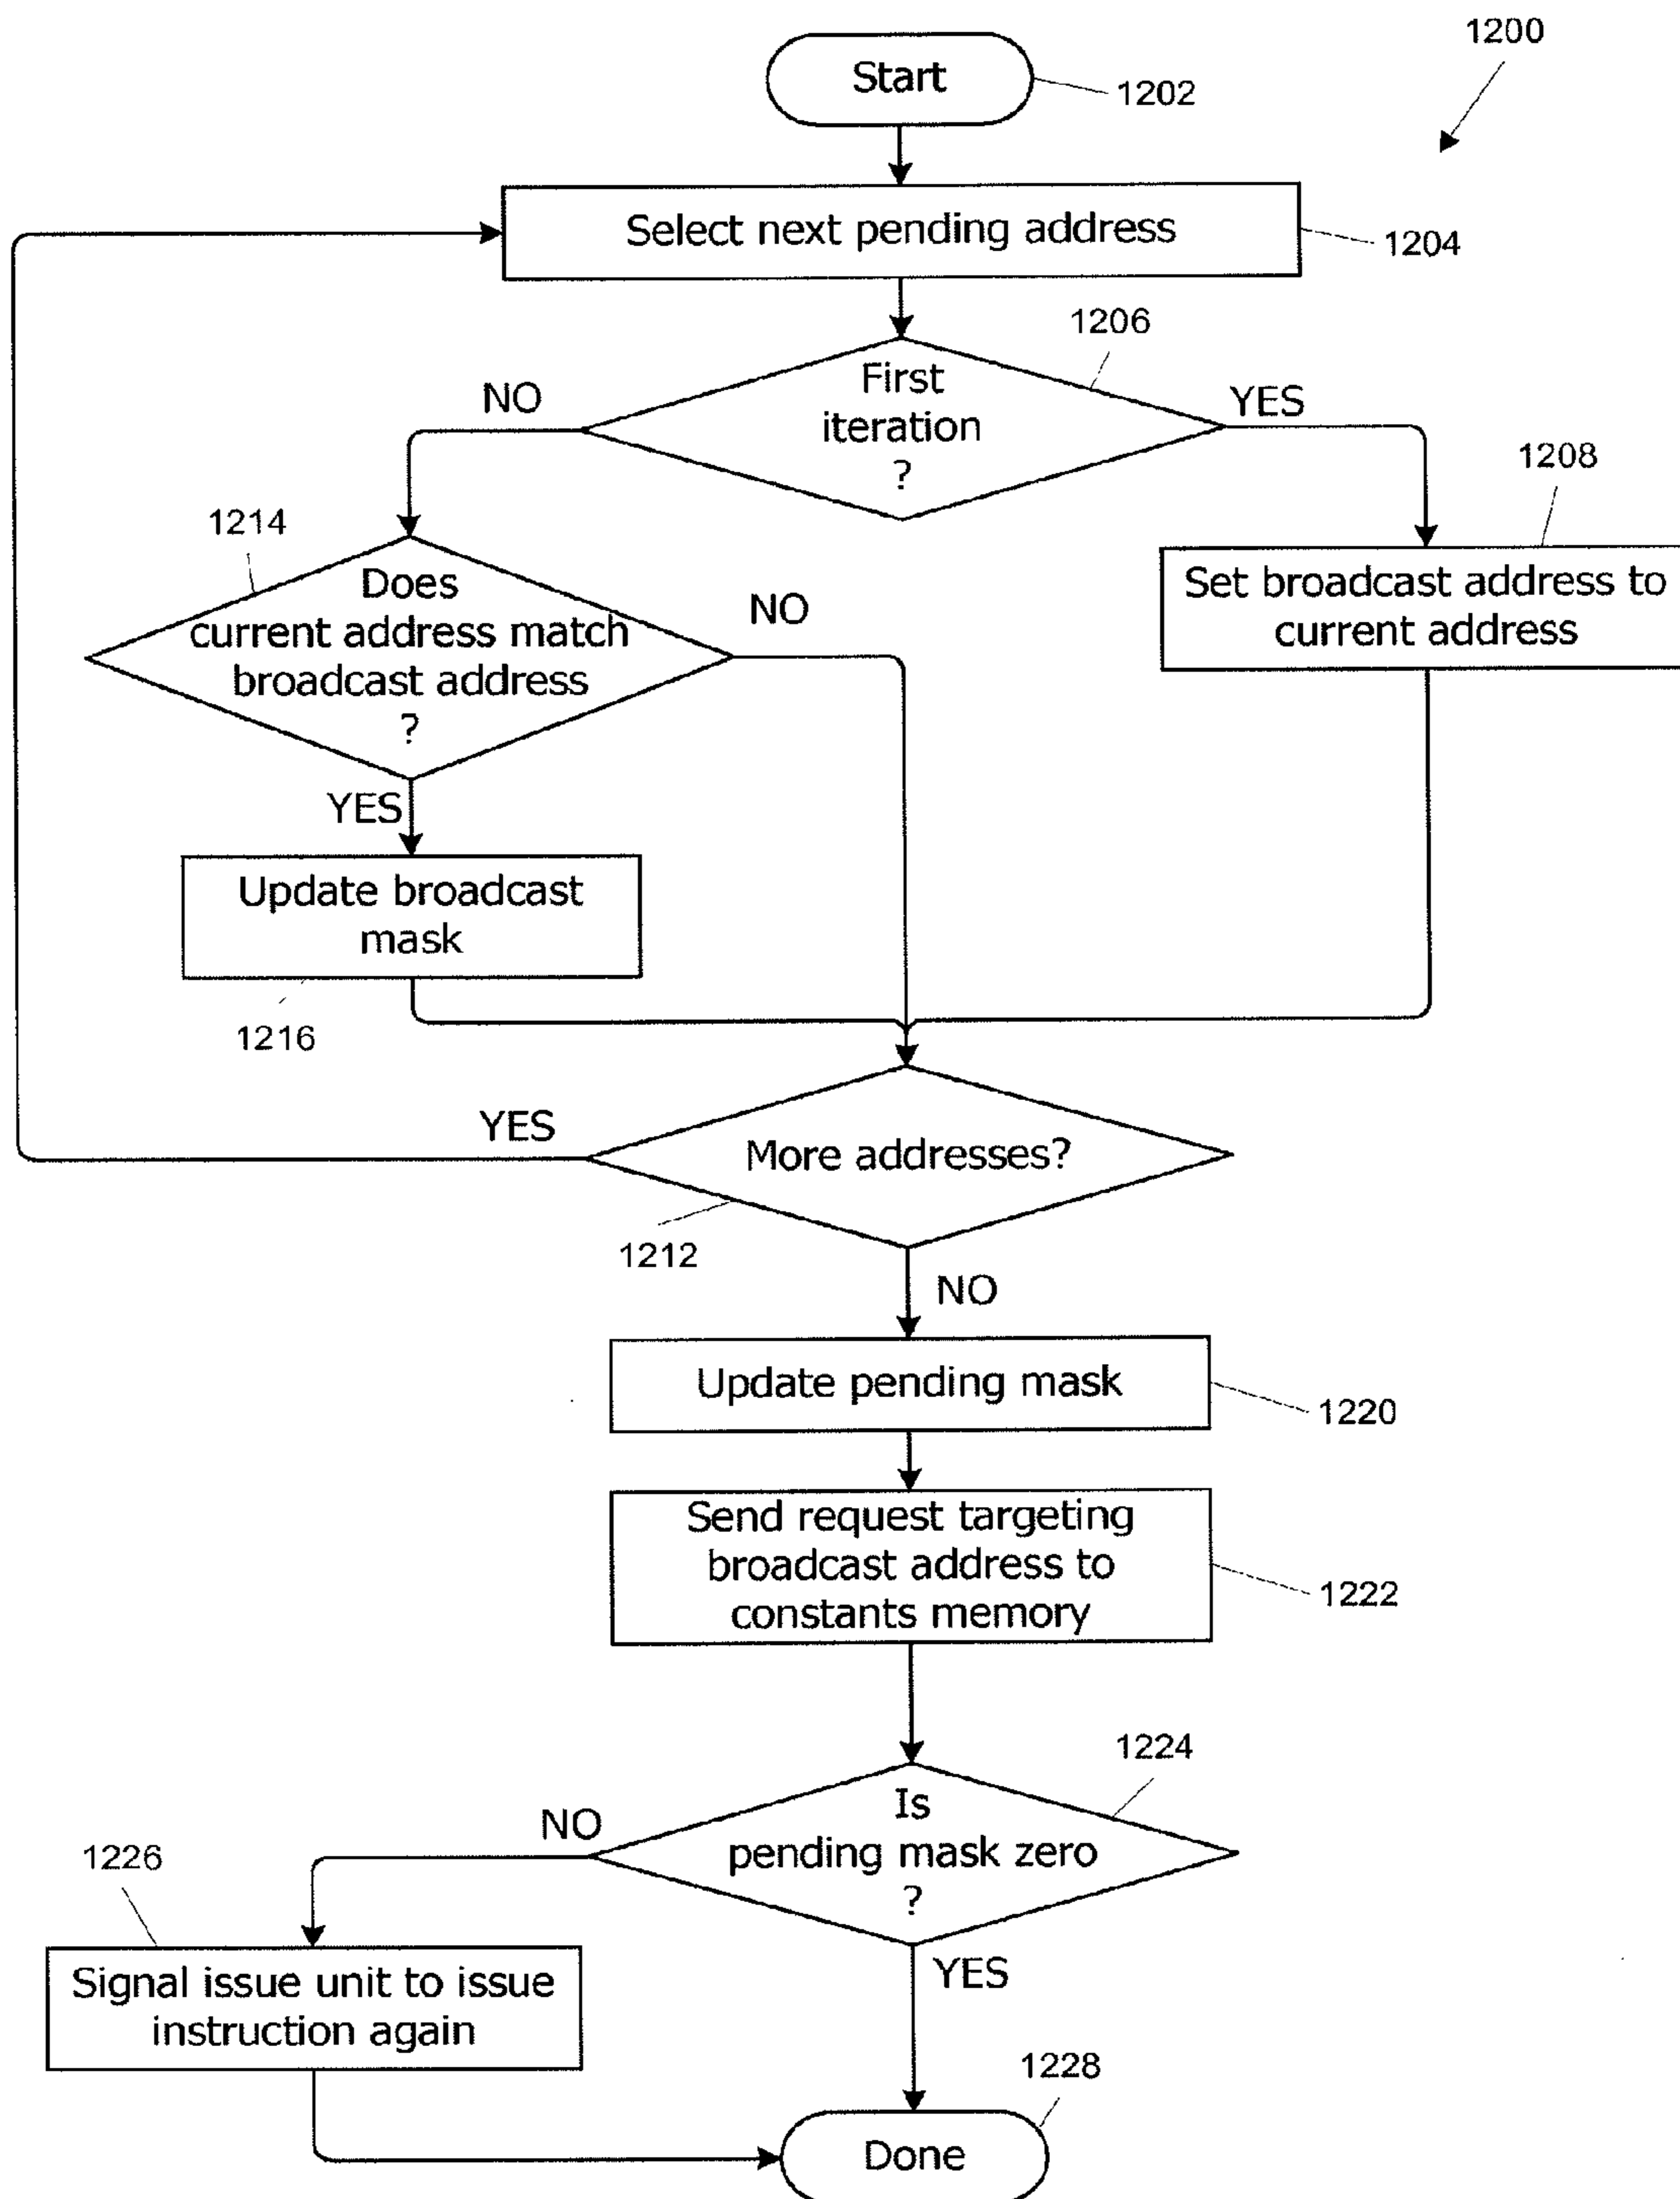 1200
Start
1202
Select next pending address
1204
1206
First
iteration
?
NO
YES
1208
Set broadcast address to
current address
1214
Does
current address match
broadcast address
?
NO
YES
Update broadcast
mask
1216
YES
More addresses?
1212
NO
Update pending mask
1220
Send request targeting
broadcast address to
constants memory
1222
1224
Is
pending mask zero
?
NO
1226
YES
Signal issue unit to issue
instruction again
1228
Done